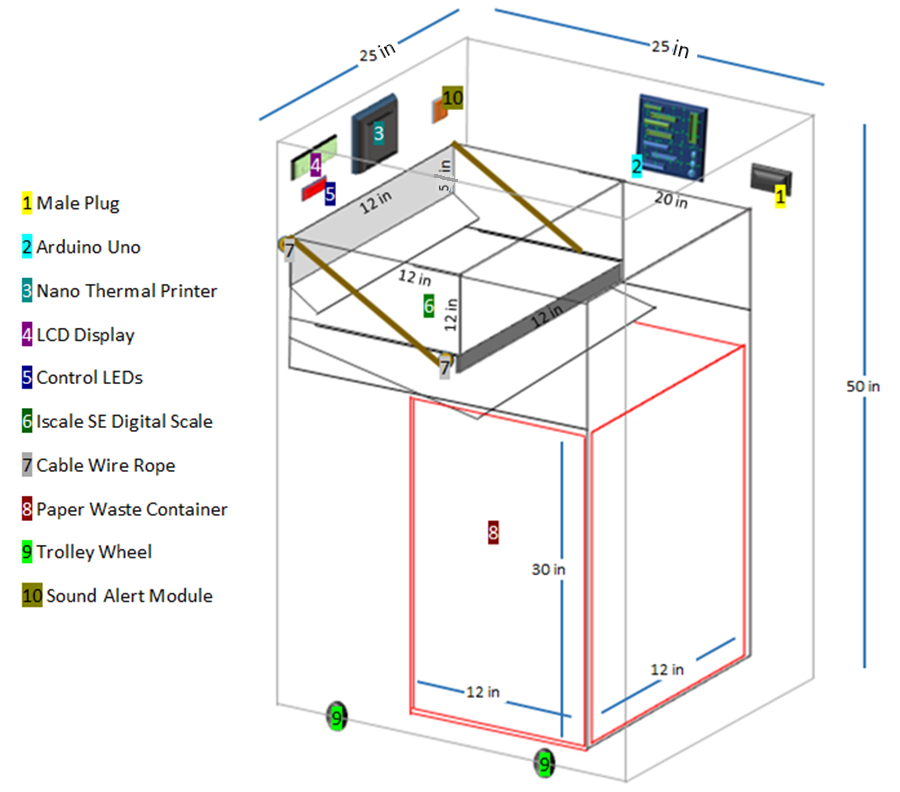 25 in
25 in
10
3
4
5
2
1
5 in
12 in
20 in
7
12 in
6
12 in
12 in
7
1 Male Plug
2 Arduino Uno
3 Nano Thermal Printer
4 LCD Display
5 Control LEDs
6 Iscale SE Digital Scale
7 Cable Wire Rope
8 Paper Waste Container
9 Trolley Wheel
10 Sound Alert Module
50 in
8
30 in
12 in
12 in
9
9